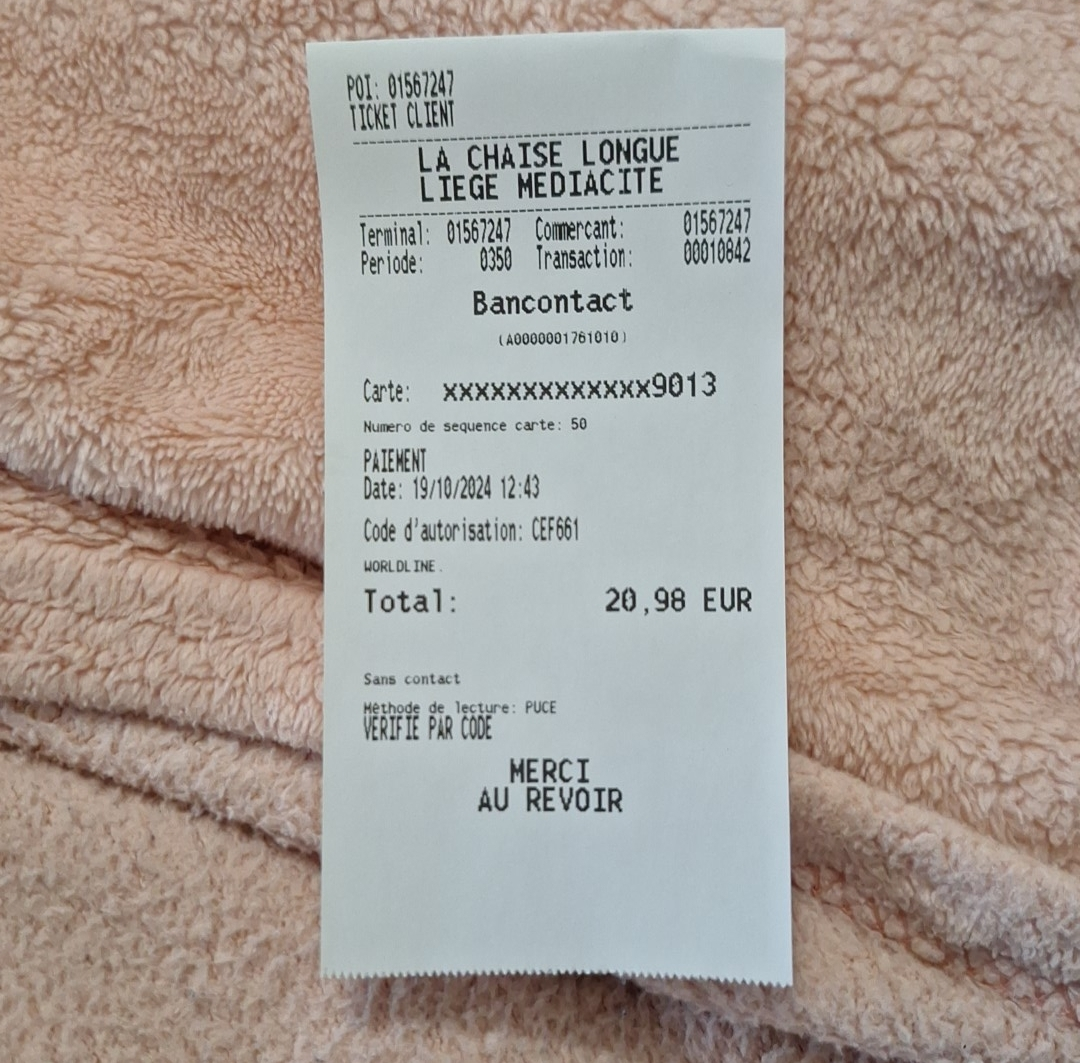 POI: 01567247
TICKET CLIENT
LA CHAISE LONGUE
LIEGE MEDIACITE
Terminal: 01567247 Commercant: 01567247
Periode: 0350 Transaction: 00010842
Bancontact
(A0000001761010)
Carte: xxxxxxxxxxxxx9013
Numero de sequence carte: 50
PAIEMENT
Date: 19/10/2024 12:43
Code d'autorisation: CEF661
WORLDLINE.
Total: 20,98 EUR
Sans contact
Méthode de lecture: PUCE
VERIFIE PAR CODE
MERCI
AU REVOIR